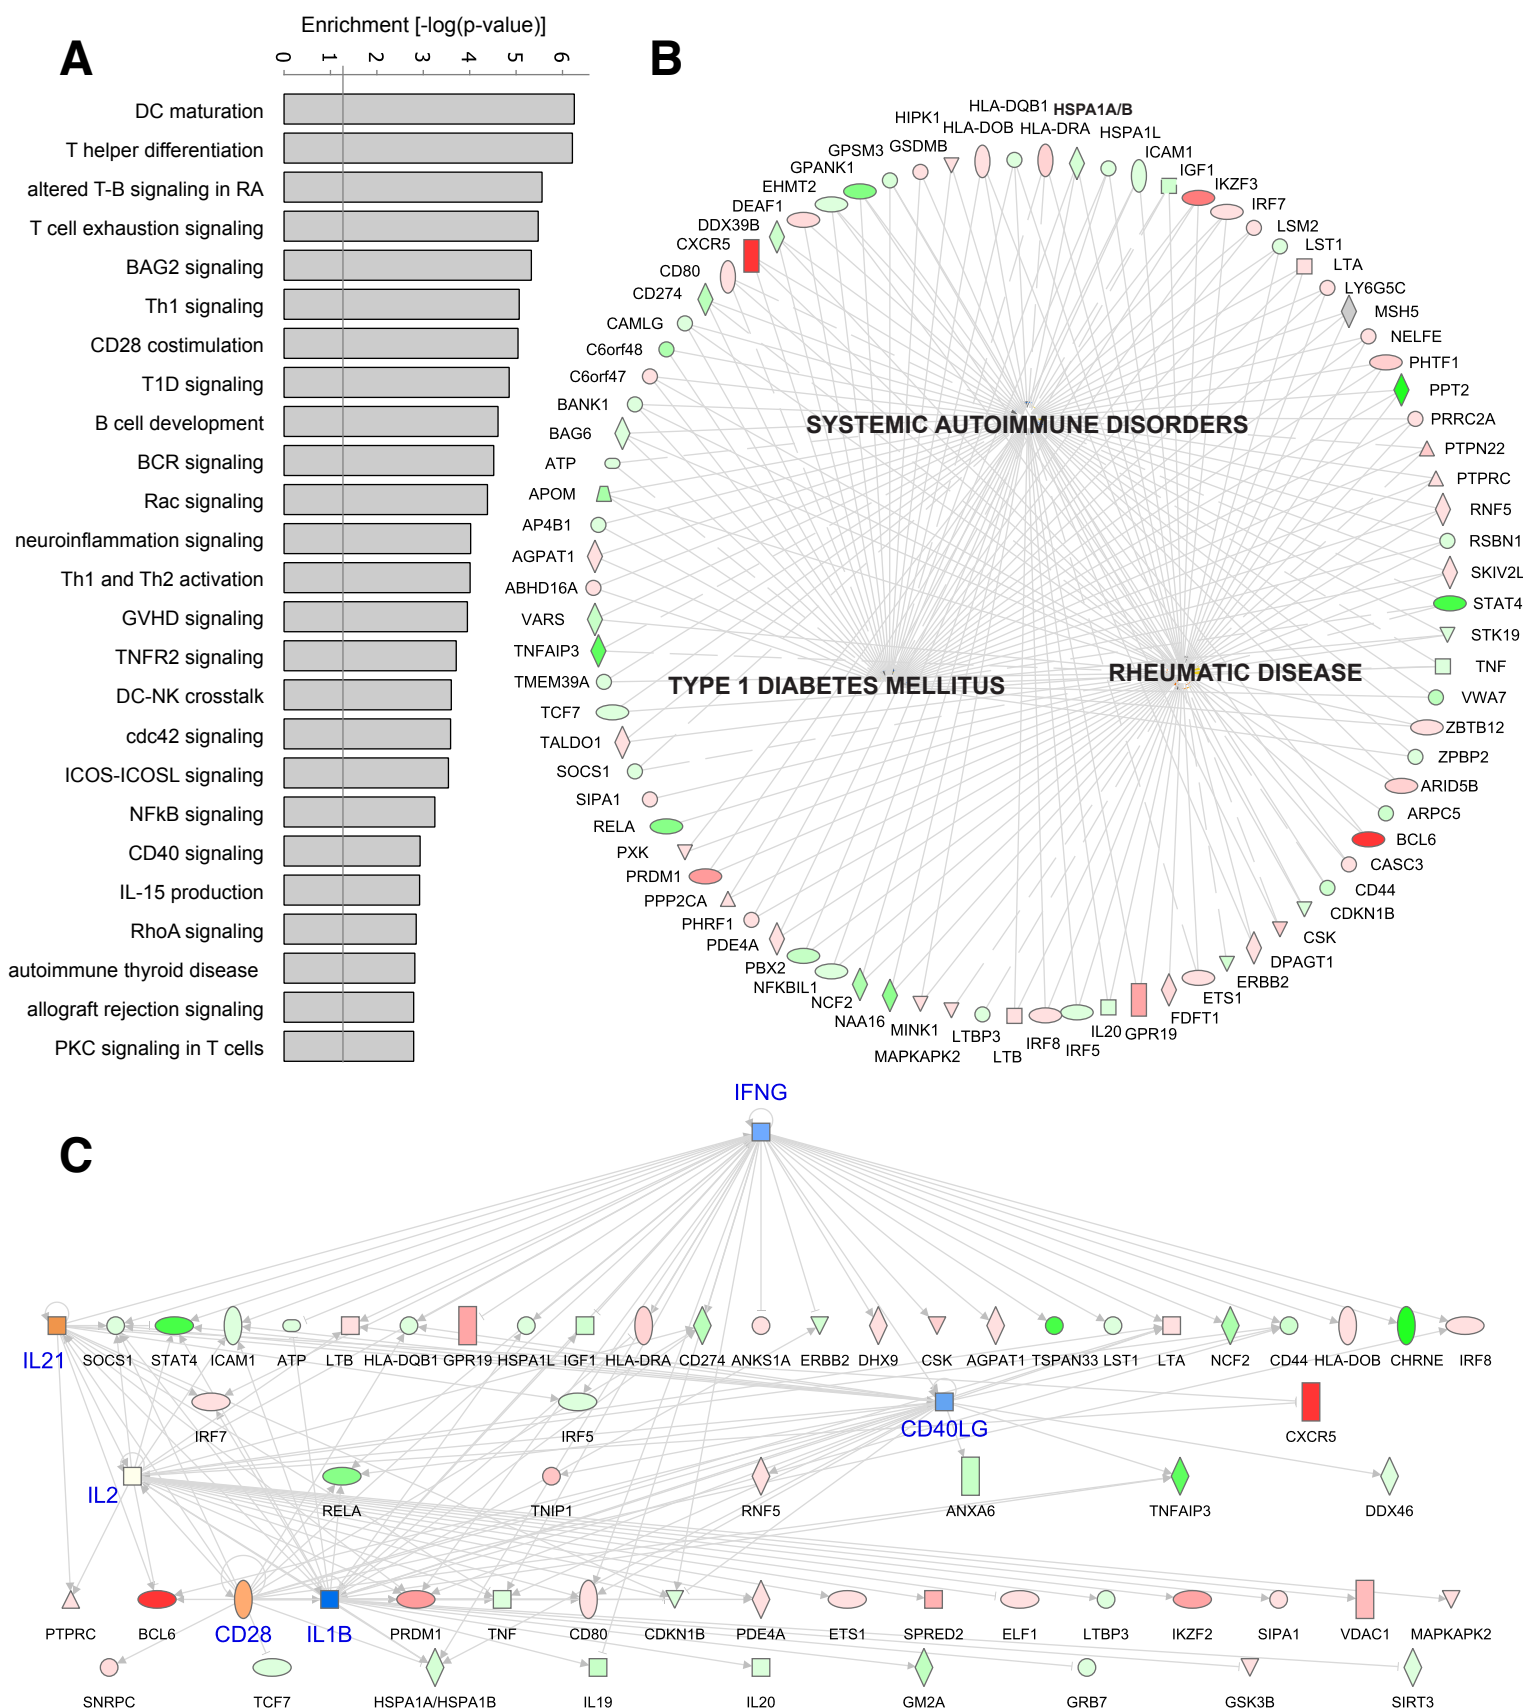 Enrichment [-log(p-value)]
A
0 1 2 3 4 5 6
DC maturation
T helper differentiation
altered T-B signaling in RA
T cell exhaustion signaling
BAG2 signaling
Th1 signaling
CD28 costimulation
T1D signaling
B cell development
BCR signaling
Rac signaling
neuroinflammation signaling
Th1 and Th2 activation
GVHD signaling
TNFR2 signaling
DC-NK crosstalk
cdc42 signaling
ICOS-ICOSL signaling
NFkB signaling
CD40 signaling
IL-15 production
RhoA signaling
autoimmune thyroid disease
allograft rejection signaling
PKC signaling in T cells
B
HLA-DQB1
HSPA1A/B
HIPK1
HLA-DOB
HLA-DRA
HSPA1L
GSDMB
ICAM1
GPSM3
IGF1
GPANK1
IKZF3
EHMT2
IRF7
DEAF1
LSM2
DDX39B
LST1
CXCR5
LTA
CD80
LY6G5C
CD274
MSH5
CAMLG
NELFE
C6orf48
PHTF1
C6orf47
PPT2
BANK1
PRRC2A
BAG6
PTPN22
ATP
PTPRC
APOM
RNF5
AP4B1
RSBN1
AGPAT1
SKIV2L
ABHD16A
STAT4
VARS
STK19
TNFAIP3
TNF
TMEM39A
VWA7
TCF7
ZBTB12
TALDO1
ZPBP2
SOCS1
ARID5B
SIPA1
ARPC5
RELA
BCL6
PXK
CASC3
PRDM1
CD44
PPP2CA
CDKN1B
PHRF1
CSK
PDE4A
DPAGT1
PBX2
ERBB2
NFKBIL1
ETS1
NCF2
FDFT1
NAA16
GPR19
MINK1
IL20
MAPKAPK2
LTBP3
LTB
IRF8
IRF5
SYSTEMIC AUTOIMMUNE DISORDERS
TYPE 1 DIABETES MELLITUS
RHEUMATIC DISEASE
C
IFNG
IL21 SOCS1 STAT4 ICAM1 ATP LTB HLA-DQB1 GPR19 HSPA1L IGF1 HLA-DRA CD274 ANKS1A ERBB2 DHX9 CSK AGPAT1 TSPAN33 LST1 LTA NCF2 CD44 HLA-DOB CHRNE IRF8
IRF7 IRF5 CD40LG CXCR5
IL2 RELA TNIP1 RNF5 ANXA6 TNFAIP3 DDX46
PTPRC BCL6 CD28 IL1B PRDM1 TNF CD80 CDKN1B PDE4A ETS1 SPRED2 ELF1 LTBP3 IKZF2 SIPA1 VDAC1 MAPKAPK2
SNRPC TCF7 HSPA1A/HSPA1B IL19 IL20 GM2A GRB7 GSK3B SIRT3